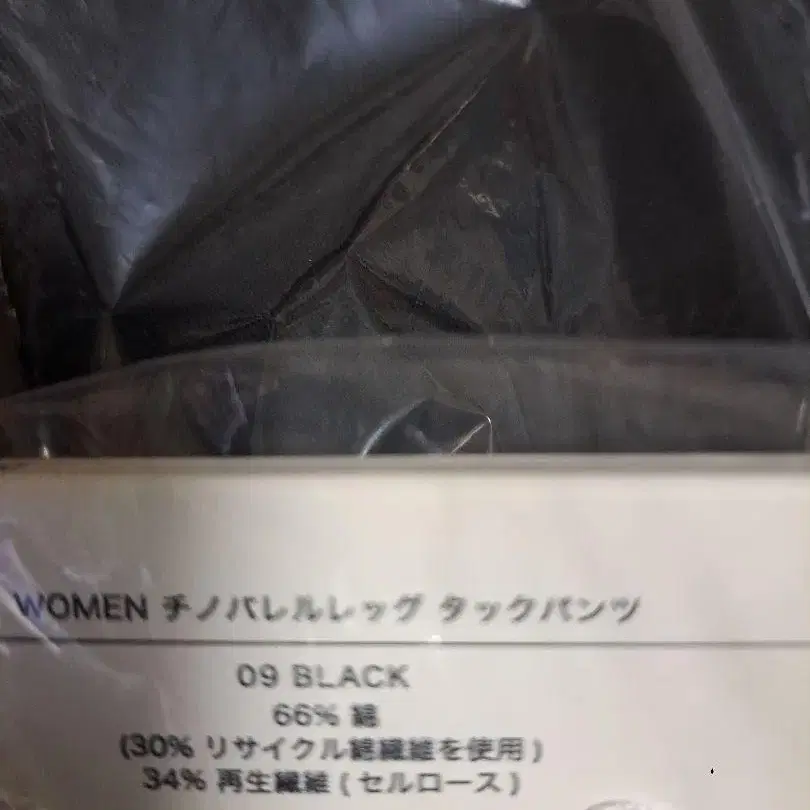 WOMEN チノバレルレッグ タックパンツ
09 BLACK
66% 綿
(30% リサイクル綿繊維を使用)
34% 再生繊維 (セルロース)